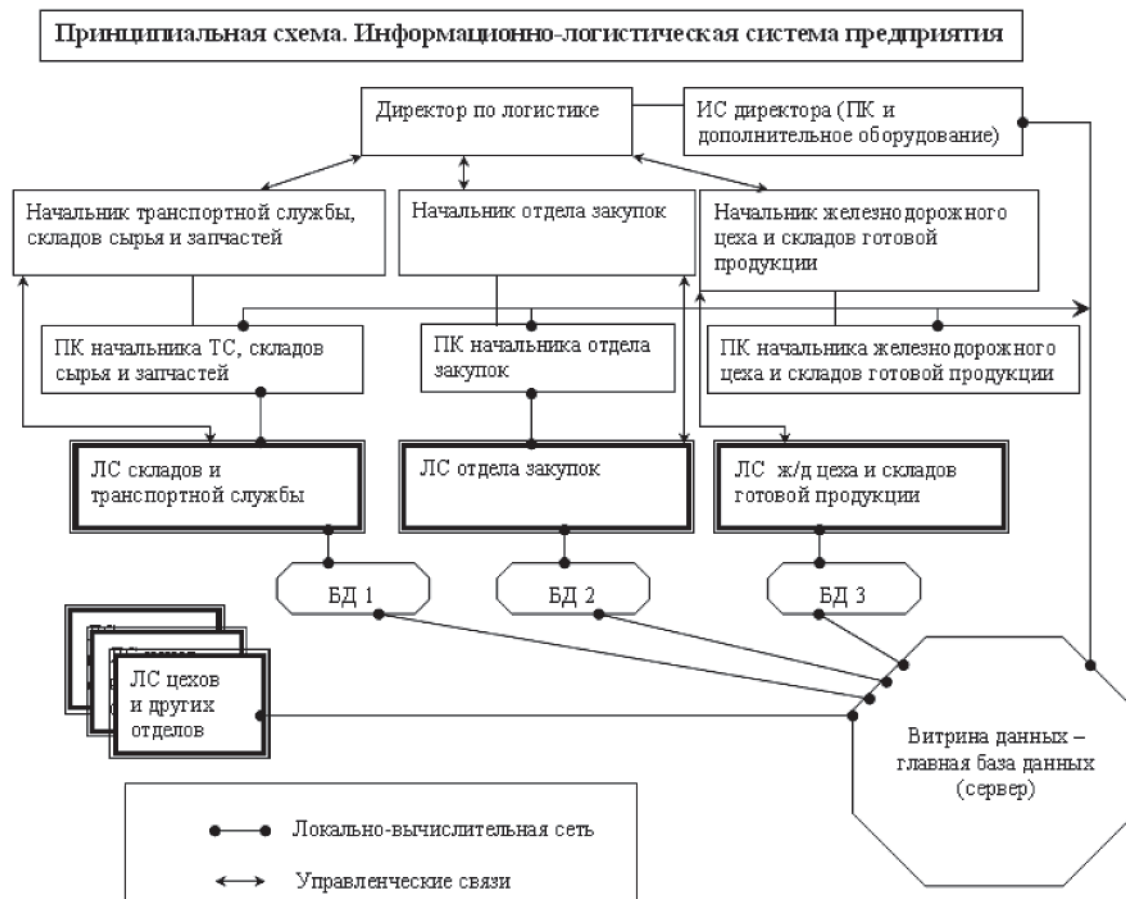 Принципиальная схема. Информационно-логистическая система предприятия
Директор по логистике
ИС директора (ПК и
дополнительное оборудование)
Начальник транспортной службы,
складов сырья и запчастей
Начальник отдела закупок
Начальник железнодорожного
цеха и складов готовой
продукции
ПК начальника ТС, складов
сырья и запчастей
ПК начальника отдела
закупок
ПК начальника железнодорожного
цеха и складов готовой продукции
ЛС складов и
транспортной службы
ЛС отдела закупок
ЛС ж/д цеха и складов
готовой продукции
БД 1
БД 2
БД 3
ЛС цехов
и других
отделов
Витрина данных –
главная база данных
(сервер)
Локально-вычислительная сеть
Управленческие связи